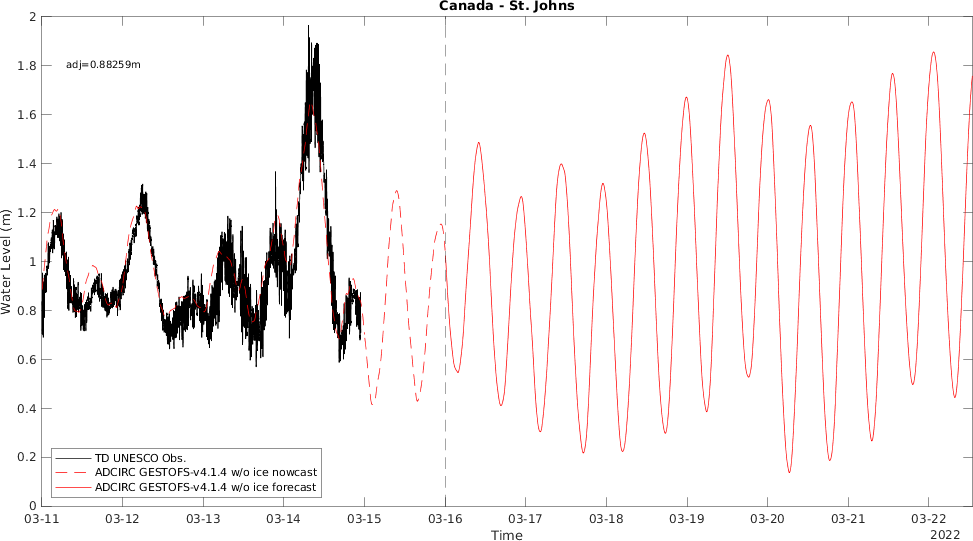 Canada - St. Johns
adj=0.88259m
Water Level (m)
2
1.8
1.6
1.4
1.2
1
0.8
0.6
0.4
0.2
0
TD UNESCO Obs.
ADCIRC GESTOFS-v4.1.4 w/o ice nowcast
ADCIRC GESTOFS-v4.1.4 w/o ice forecast
03-11 03-12 03-13 03-14 03-15 03-16 03-17 03-18 03-19 03-20 03-21 03-22
Time
2022